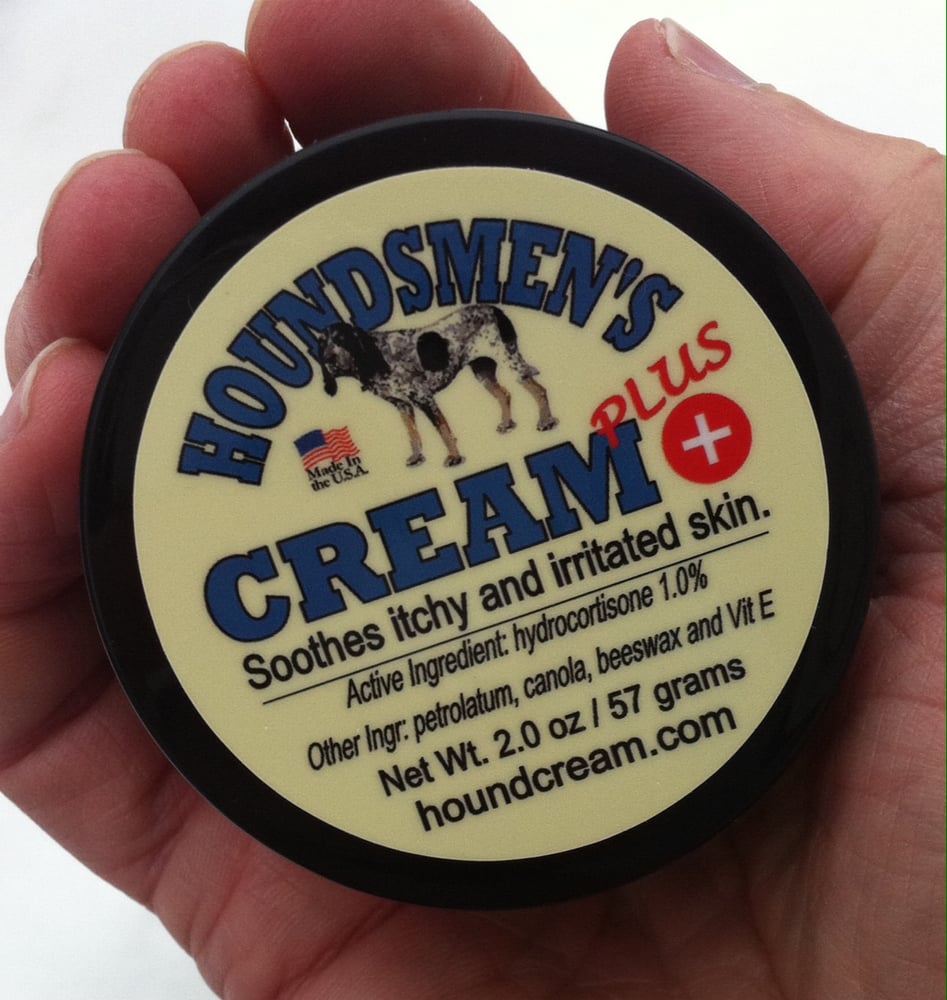 HOUNDSMEN'S
Made In
the U.S.A.
PLUS
CREAM
Soothes itchy and irritated skin.
Active Ingredient: hydrocortisone 1.0%
Other Ingr: petrolatum, canola, beeswax and Vit E
Net Wt. 2.0 oz / 57 grams
houndcream.com